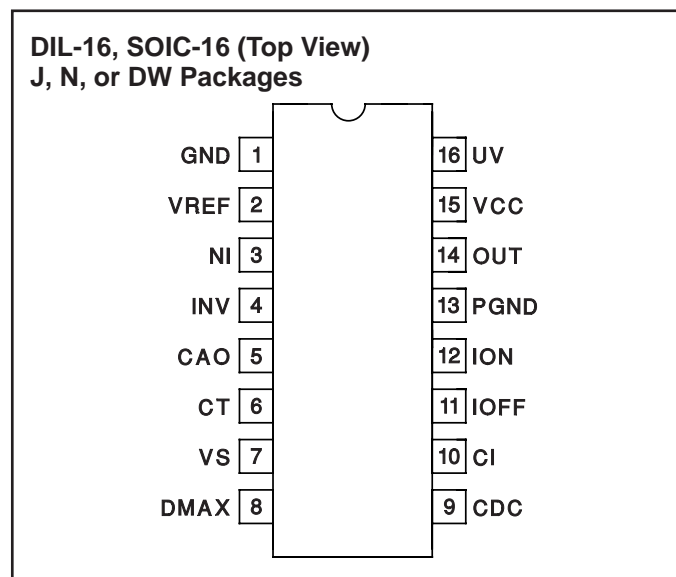 DIL-16, SOIC-16 (Top View)
J, N, or DW Packages
GND 1 16 UV
VREF 2 15 VCC
NI 3 14 OUT
INV 4 13 PGND
CAO 5 12 ION
CT 6 11 IOFF
VS 7 10 CI
DMAX 8 9 CDC